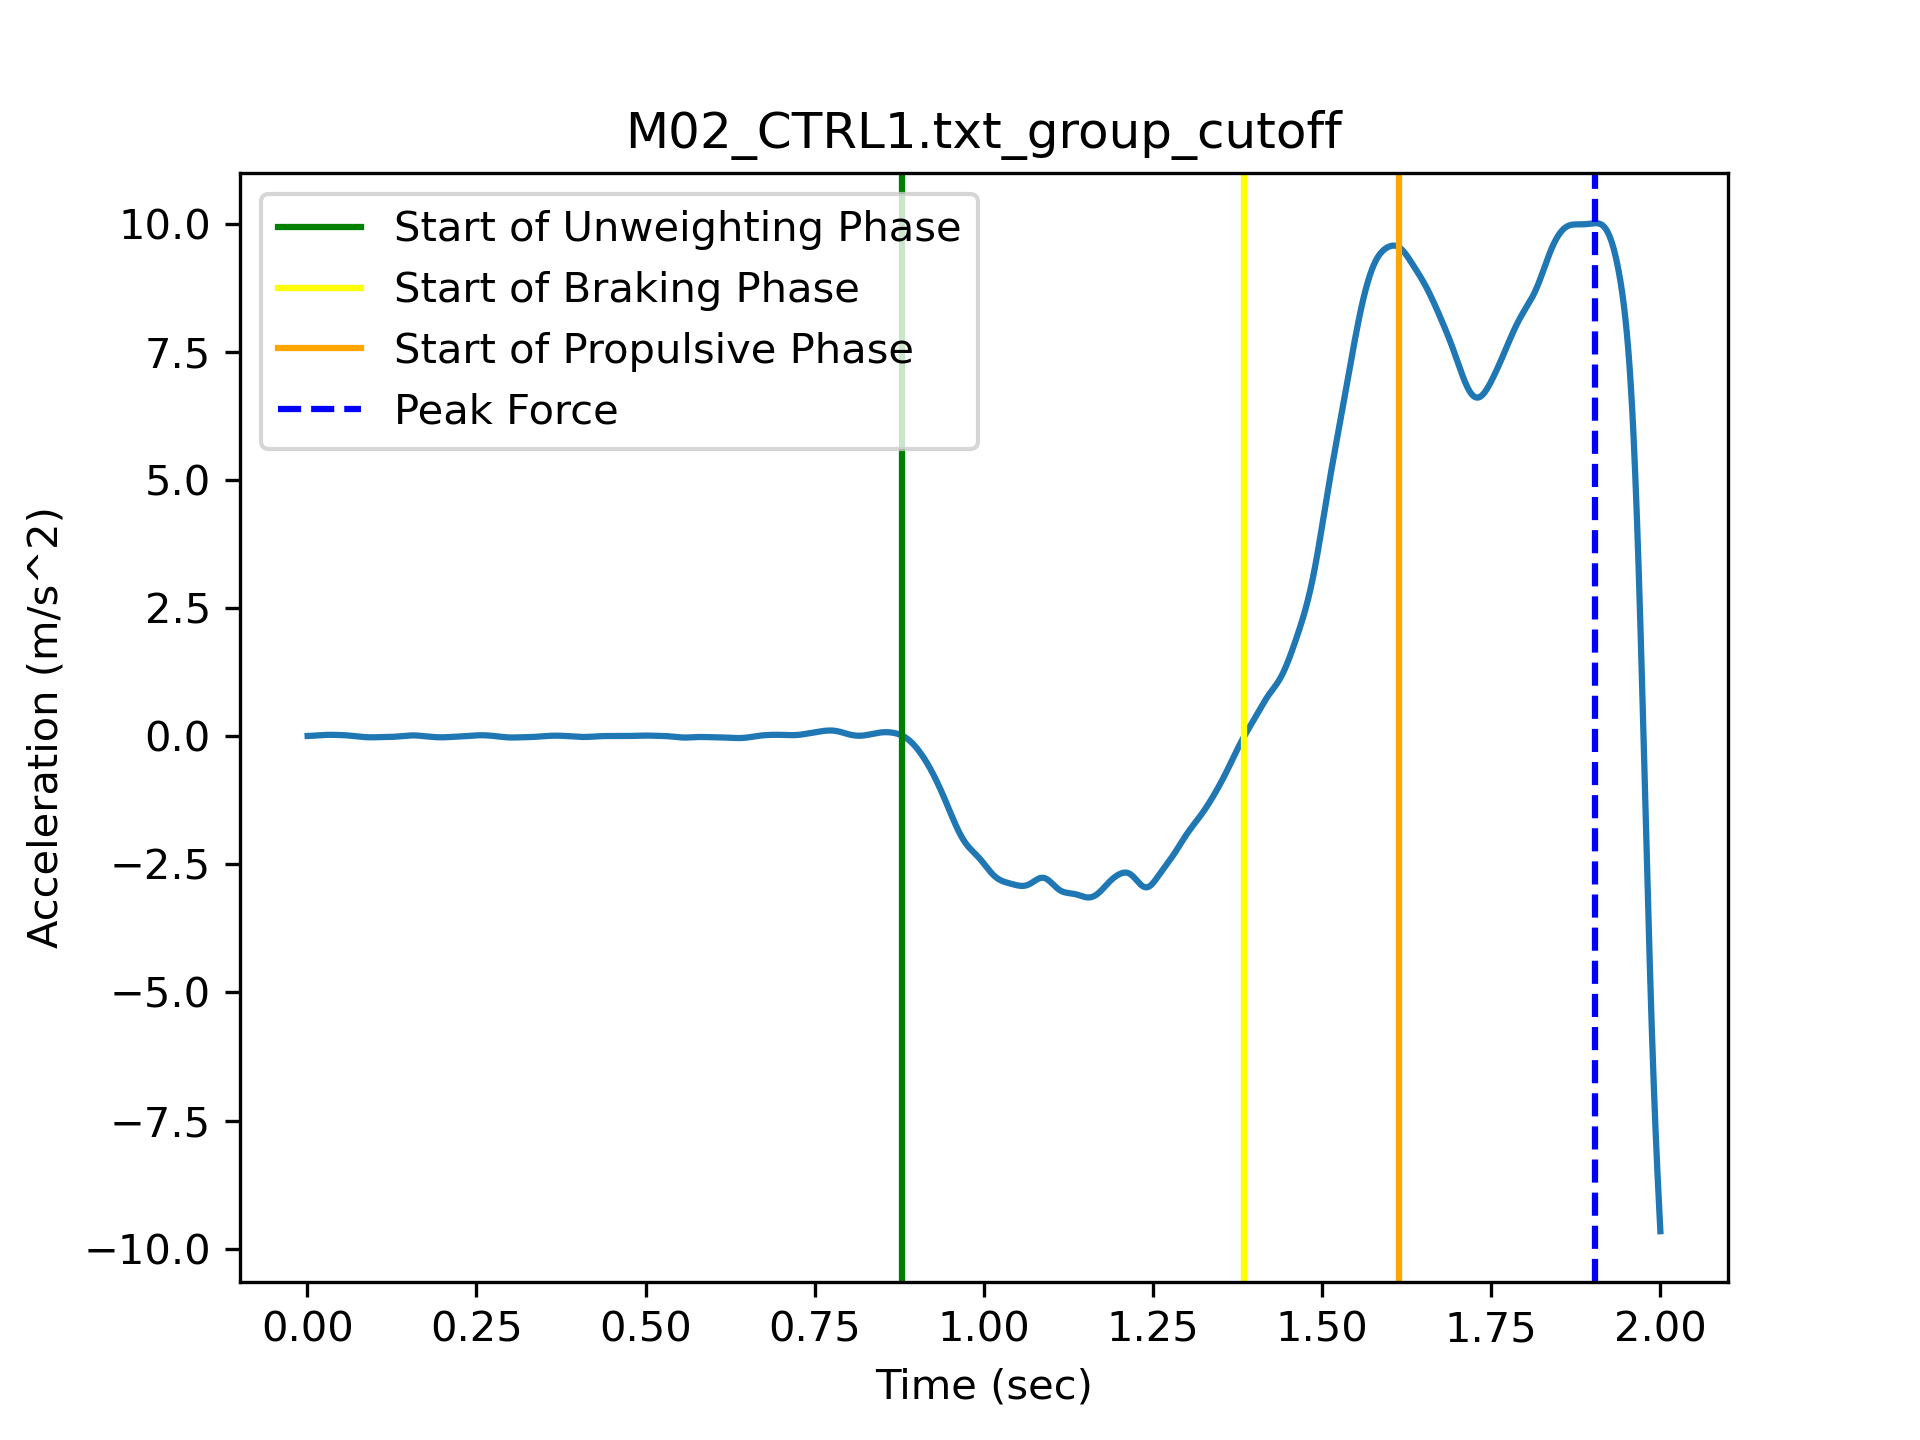 M02_CTRL1.txt_group_cutoff
Start of Unweighting Phase
Start of Braking Phase
Start of Propulsive Phase
Peak Force
10.0
7.5
5.0
2.5
0.0
−2.5
−5.0
−7.5
−10.0
Acceleration (m/s^2)
0.00 0.25 0.50 0.75 1.00 1.25 1.50 1.75 2.00
Time (sec)